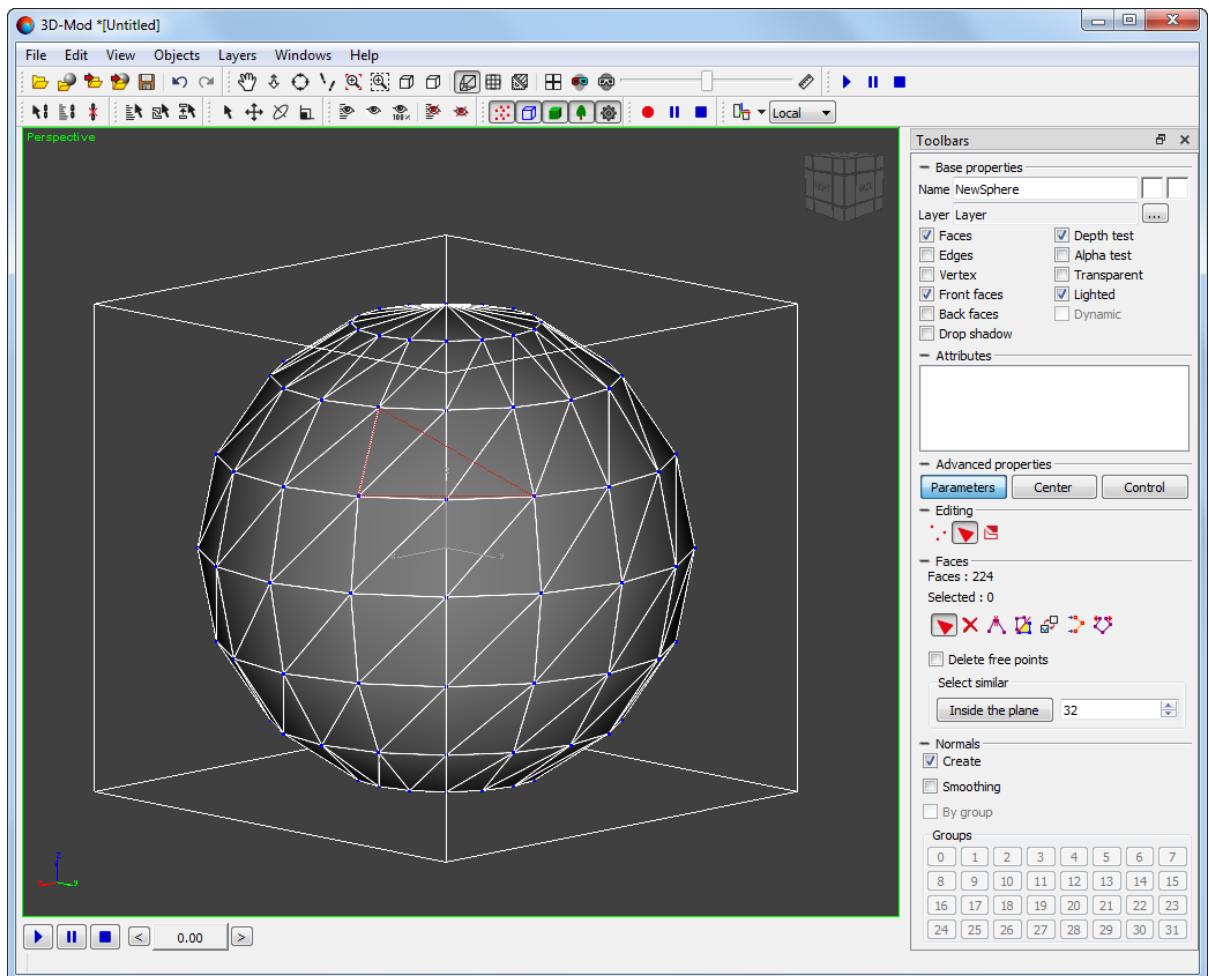 3D-Mod *[Untitled]
File Edit View Objects Layers Windows Help
100%
Local
Perspective
Toolbars
Base properties
Name NewSphere
Layer Layer ...
Faces Depth test
Edges Alpha test
Vertex Transparent
Front faces Lighted
Back faces Dynamic
Drop shadow
Attributes
Advanced properties
Parameters Center Control
Editing
Faces
Faces : 224
Selected : 0
Delete free points
Select similar
Inside the plane 32
Normals
Create
Smoothing
By group
Groups
0 1 2 3 4 5 6 7
8 9 10 11 12 13 14 15
16 17 18 19 20 21 22 23
24 25 26 27 28 29 30 31
z
y
< 0.00 >